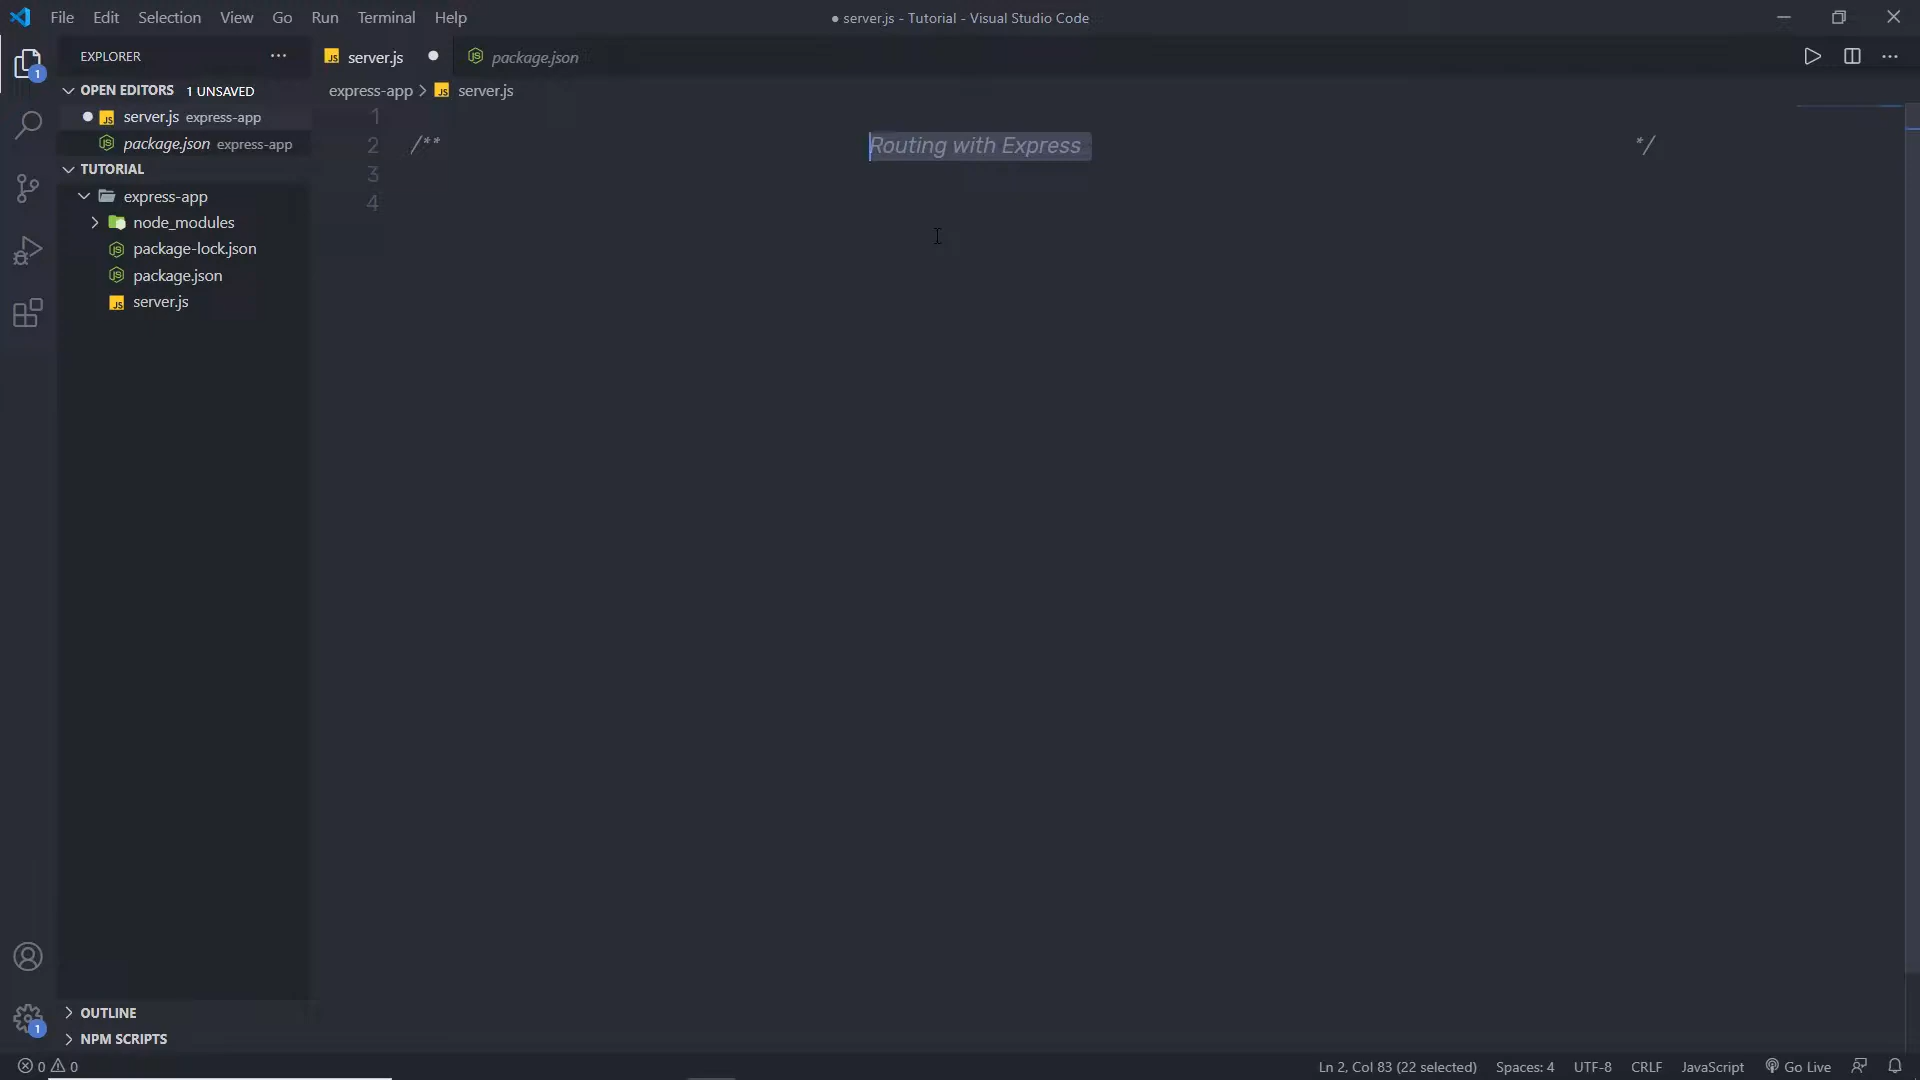 File Edit Selection View Go Run Terminal Help
● server.js - Tutorial - Visual Studio Code
EXPLORER
server.js
package.json
OPEN EDITORS 1 UNSAVED
express-app > server.js
server.js express-app
package.json express-app
TUTORIAL
express-app
node_modules
package-lock.json
package.json
server.js
1
2 /** Routing with Express */
3
4
1
1
OUTLINE
NPM SCRIPTS
0 0
Ln 2, Col 83 (22 selected) Spaces: 4 UTF-8 CRLF JavaScript Go Live